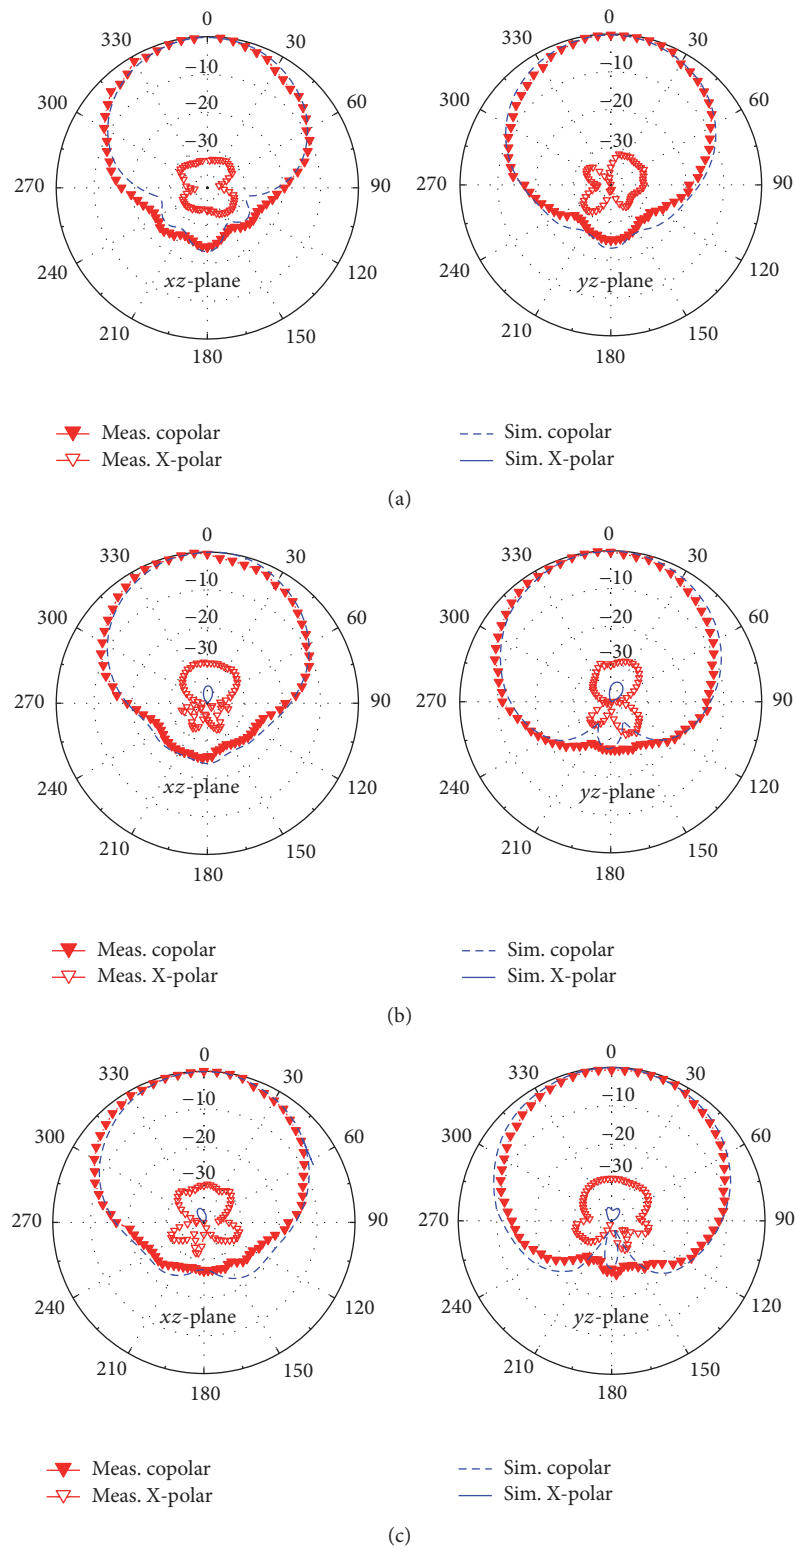 0 0
330 30 330 30
−10 −10
300 −20 60 300 −20 60
−30 −30
270 90 270 90
240 120 240 120
xz-plane yz-plane
210 150 210 150
180 180
Meas. copolar Sim. copolar
Meas. X-polar Sim. X-polar
(a)
0 0
330 30 330 30
−10 −10
300 −20 60 300 −20 60
−30 −30
270 90 270 90
240 120 240 120
xz-plane yz-plane
210 150 210 150
180 180
Meas. copolar Sim. copolar
Meas. X-polar Sim. X-polar
(b)
0 0
330 30 330 30
−10 −10
300 −20 60 300 −20 60
−30 −30
270 90 270 90
240 120 240 120
xz-plane yz-plane
210 150 210 150
180 180
Meas. copolar Sim. copolar
Meas. X-polar Sim. X-polar
(c)